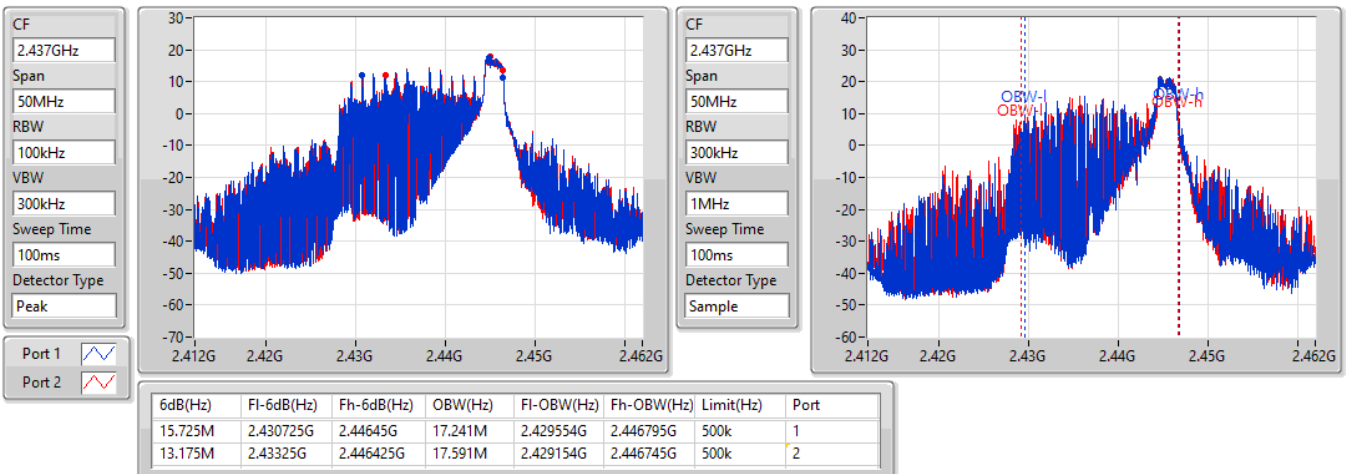 CF
2.437GHz
Span
50MHz
RBW
100kHz
VBW
300kHz
Sweep Time
100ms
Detector Type
Peak
Port 1
Port 2
30
20
10
0
-10
-20
-30
-40
-50
-60
-70
2.412G 2.42G 2.43G 2.44G 2.45G 2.462G
CF
2.437GHz
Span
50MHz
RBW
300kHz
VBW
1MHz
Sweep Time
100ms
Detector Type
Sample
40
30
20
10
0
-10
-20
-30
-40
-50
-60
OBW-l OBW-h
OBW-l OBW-h
2.412G 2.42G 2.43G 2.44G 2.45G 2.462G
6dB(Hz) Fl-6dB(Hz) Fh-6dB(Hz) OBW(Hz) Fl-OBW(Hz) Fh-OBW(Hz) Limit(Hz) Port
15.725M 2.430725G 2.44645G 17.241M 2.429554G 2.446795G 500k 1
13.175M 2.43325G 2.446425G 17.591M 2.429154G 2.446745G 500k 2